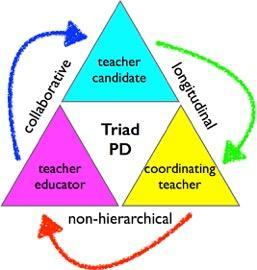 teacher
candidate
collaborative
longitudinal
Triad
PD
teacher
educator
coordinating
teacher
non-hierarchical